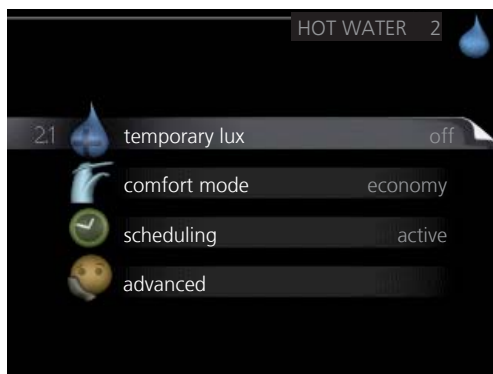 HOT WATER 2
2.1 temporary lux off
comfort mode economy
scheduling active
advanced